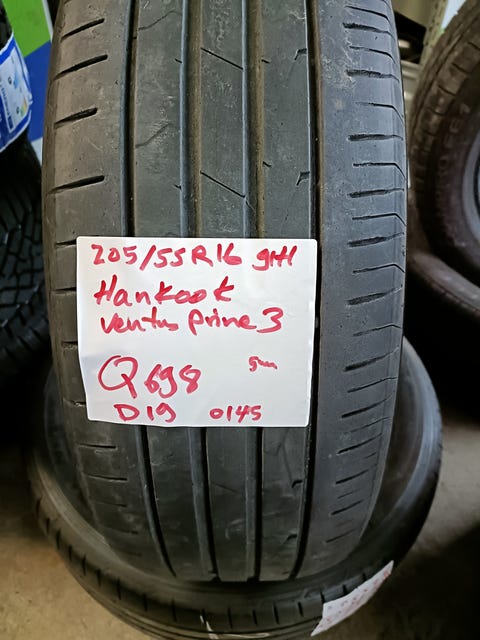 205/55R16 91H
Hankook
Ventus Prime 3
5mm
Q698
D19 0145